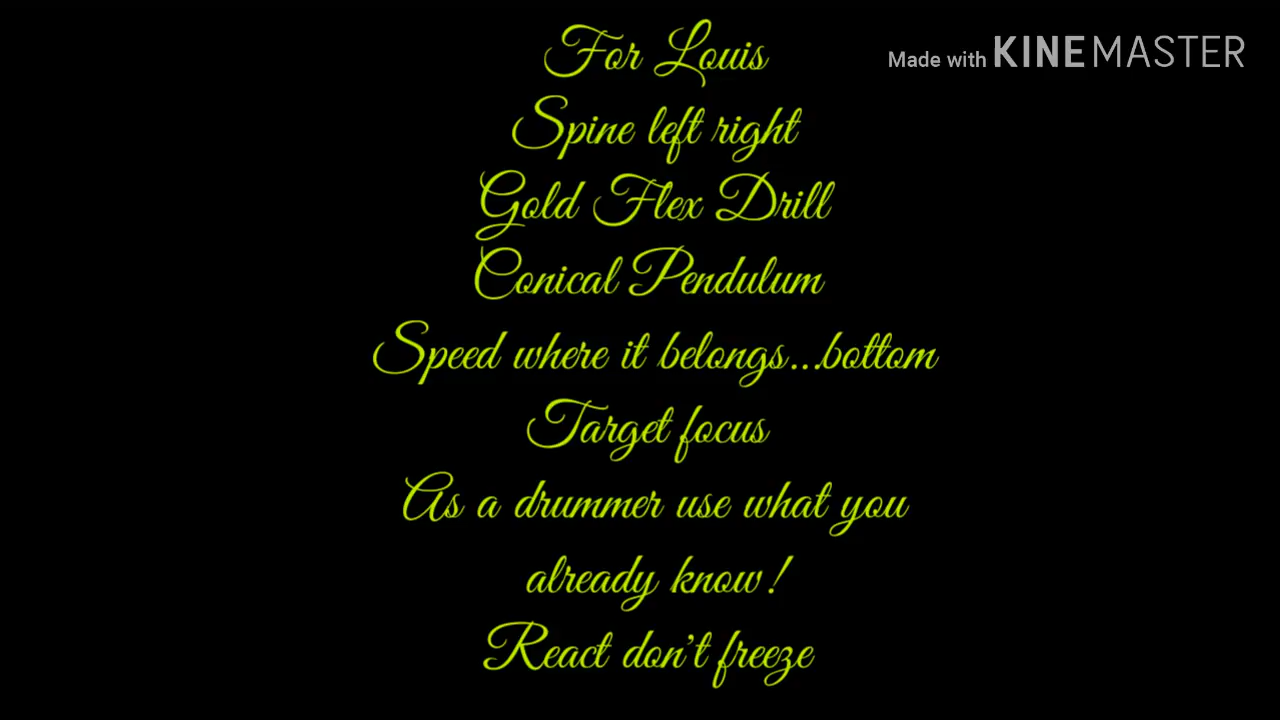 For Louis
Made with KINEMASTER
Spine left right
Gold Flex Drill
Conical Pendulum
Speed where it belongs...bottom
Target focus
As a drummer use what you
already know!
React don't freeze